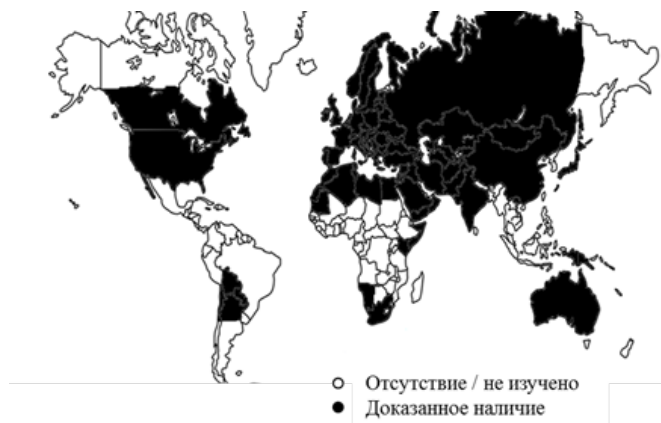 Отсутствие / не изучено
Доказанное наличие